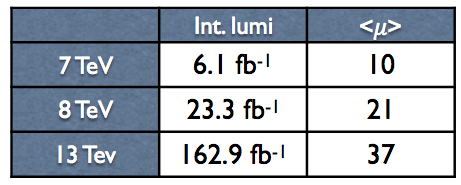 Int. lumi <μ>
7 TeV 6.1 fb-1 10
8 TeV 23.3 fb-1 21
13 Tev 162.9 fb-1 37